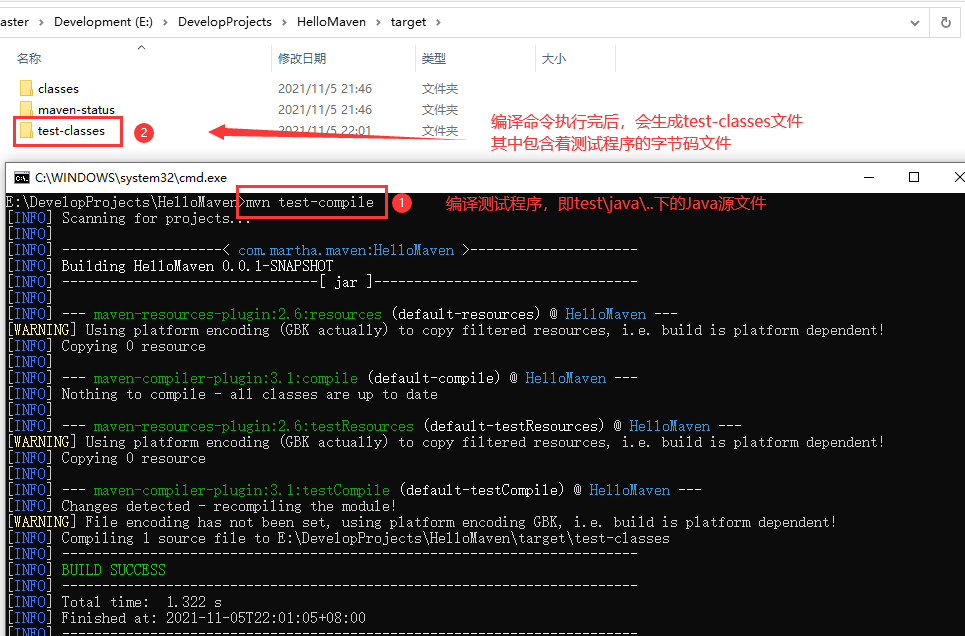 aster > Development (E:) > DevelopProjects > HelloMaven > target >
名称 修改日期 类型 大小
classes 2021/11/5 21:46 文件夹
maven-status 2021/11/5 21:46 文件夹
test-classes 2021/11/5 22:01 文件夹
2
编译命令执行完后，会生成test-classes文件
其中包含着测试程序的字节码文件
C:\WINDOWS\system32\cmd.exe
E:\DevelopProjects\HelloMaven>mvn test-compile
1
编译测试程序，即test\java\..下的Java源文件
[INFO] Scanning for projects...
[INFO]
[INFO] --------------------< com.martha.maven:HelloMaven >---------------------
[INFO] Building HelloMaven 0.0.1-SNAPSHOT
[INFO] --------------------------------[ jar ]---------------------------------
[INFO]
[INFO] --- maven-resources-plugin:2.6:resources (default-resources) @ HelloMaven ---
[WARNING] Using platform encoding (GBK actually) to copy filtered resources, i.e. build is platform dependent!
[INFO] Copying 0 resource
[INFO]
[INFO] --- maven-compiler-plugin:3.1:compile (default-compile) @ HelloMaven ---
[INFO] Nothing to compile - all classes are up to date
[INFO]
[INFO] --- maven-resources-plugin:2.6:testResources (default-testResources) @ HelloMaven ---
[WARNING] Using platform encoding (GBK actually) to copy filtered resources, i.e. build is platform dependent!
[INFO] Copying 0 resource
[INFO]
[INFO] --- maven-compiler-plugin:3.1:testCompile (default-testCompile) @ HelloMaven ---
[INFO] Changes detected - recompiling the module!
[WARNING] File encoding has not been set, using platform encoding GBK, i.e. build is platform dependent!
[INFO] Compiling 1 source file to E:\DevelopProjects\HelloMaven\target\test-classes
[INFO] ------------------------------------------------------------------------
[INFO] BUILD SUCCESS
[INFO] ------------------------------------------------------------------------
[INFO] Total time:  1.322 s
[INFO] Finished at: 2021-11-05T22:01:05+08:00
[INFO] ------------------------------------------------------------------------